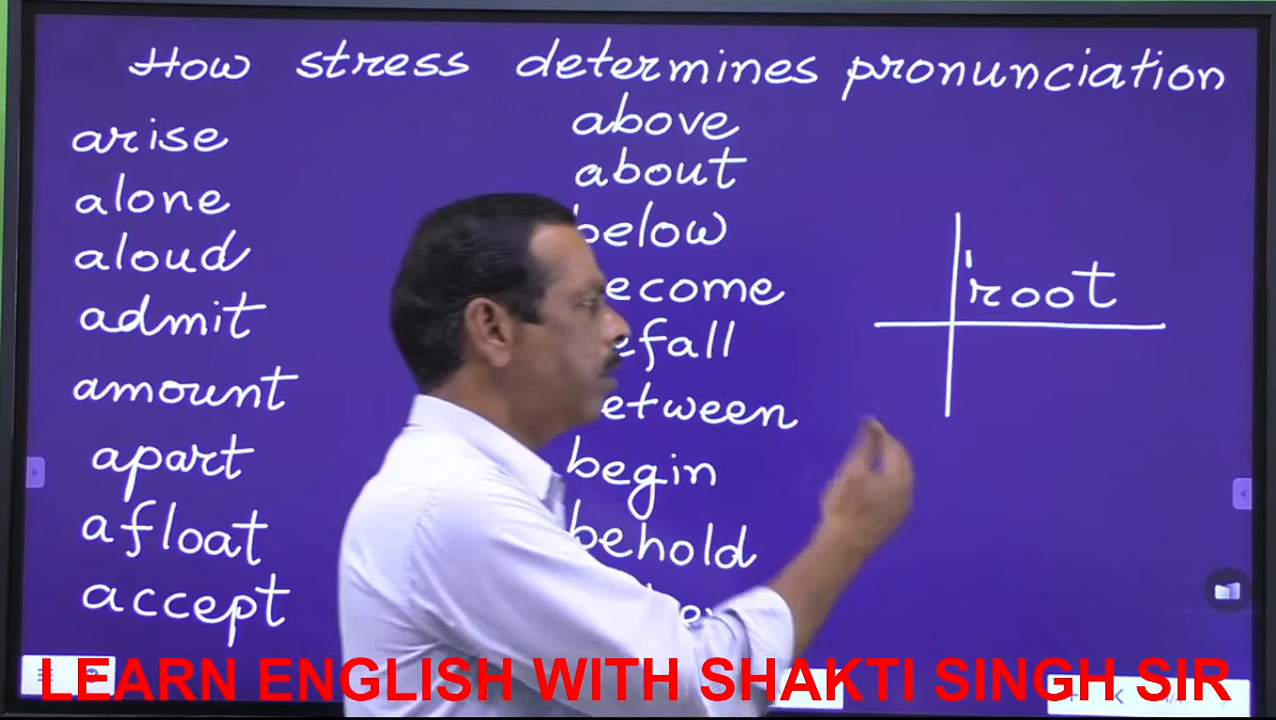 How stress determines pronunciation
arise
alone
aloud
admit
amount
apart
afloat
accept
above
about
below
ecome
efall
etween
begin
behold
'root
LEARN ENGLISH WITH SHAKTI SINGH SIR